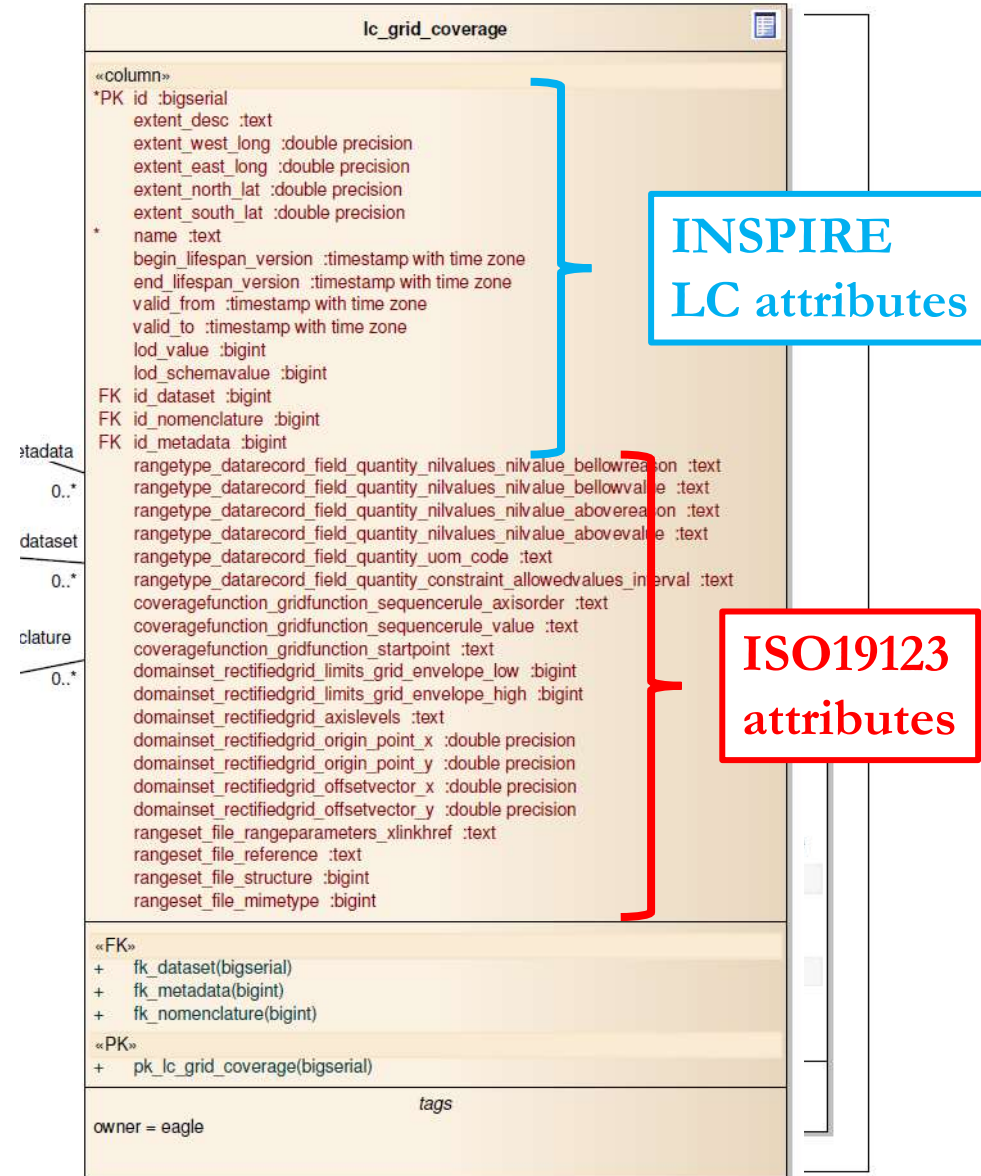 lc_grid_coverage
«column»
*PK id :bigserial
extent_desc :text
extent_west_long :double precision
extent_east_long :double precision
extent_north_lat :double precision
extent_south_lat :double precision
* name :text
begin_lifespan_version :timestamp with time zone
end_lifespan_version :timestamp with time zone
valid_from :timestamp with time zone
valid_to :timestamp with time zone
lod_value :bigint
lod_schemavalue :bigint
FK id_dataset :bigint
FK id_nomenclature :bigint
FK id_metadata :bigint
rangetype_datarecord_field_quantity_nilvalues_nilvalue_bellowreason :text
rangetype_datarecord_field_quantity_nilvalues_nilvalue_bellowvalue :text
rangetype_datarecord_field_quantity_nilvalues_nilvalue_abovereason :text
rangetype_datarecord_field_quantity_nilvalues_nilvalue_abovevalue :text
rangetype_datarecord_field_quantity_uom_code :text
rangetype_datarecord_field_quantity_constraint_allowedvalues_interval :text
coveragefunction_gridfunction_sequencerule_axisorder :text
coveragefunction_gridfunction_sequencerule_value :text
coveragefunction_gridfunction_startpoint :text
domainset_rectifiedgrid_limits_grid_envelope_low :bigint
domainset_rectifiedgrid_limits_grid_envelope_high :bigint
domainset_rectifiedgrid_axislevels :text
domainset_rectifiedgrid_origin_point_x :double precision
domainset_rectifiedgrid_origin_point_y :double precision
domainset_rectifiedgrid_offsetvector_x :double precision
domainset_rectifiedgrid_offsetvector_y :double precision
rangeset_file_rangeparameters_xlinkhref :text
rangeset_file_reference :text
rangeset_file_structure :bigint
rangeset_file_mimetype :bigint
«FK»
+ fk_dataset(bigserial)
+ fk_metadata(bigint)
+ fk_nomenclature(bigint)
«PK»
+ pk_lc_grid_coverage(bigserial)
tags
owner = eagle
etadata
0..*
dataset
0..*
clature
0..*
INSPIRE
LC attributes
ISO19123
attributes